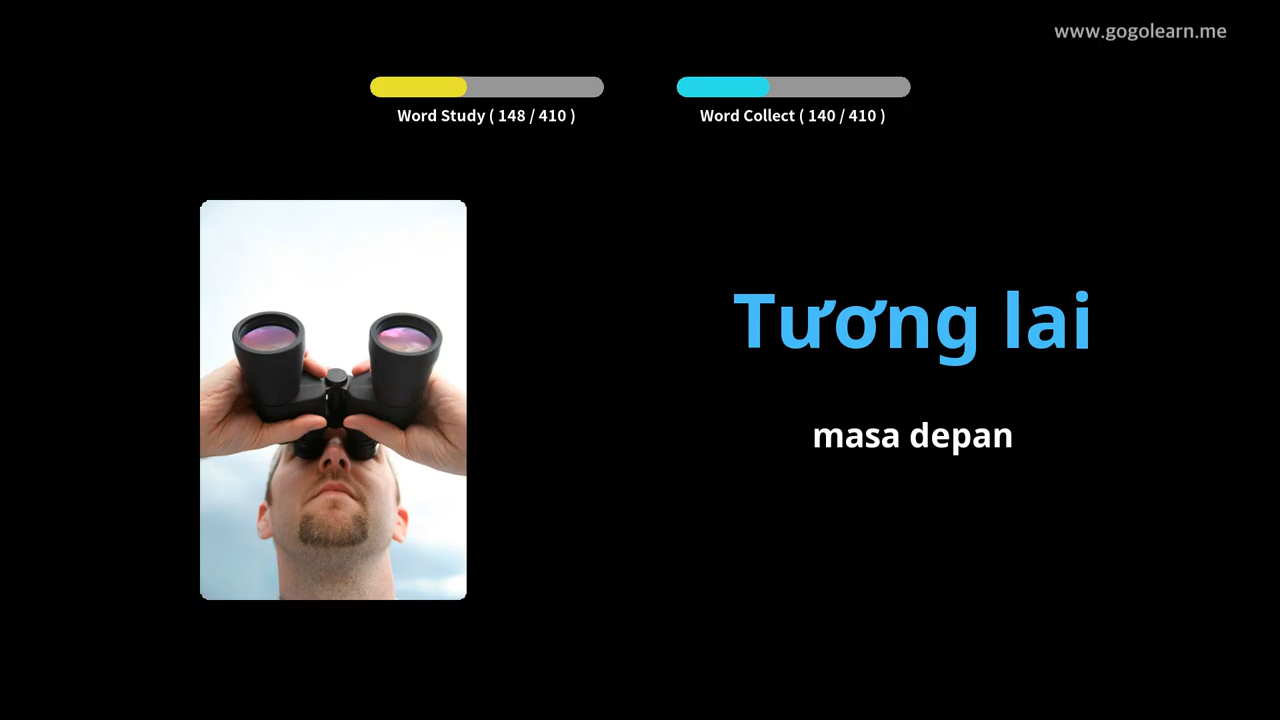 www.gogolearn.me
Word Study ( 148 / 410 )
Word Collect ( 140 / 410 )
Tương lai
masa depan